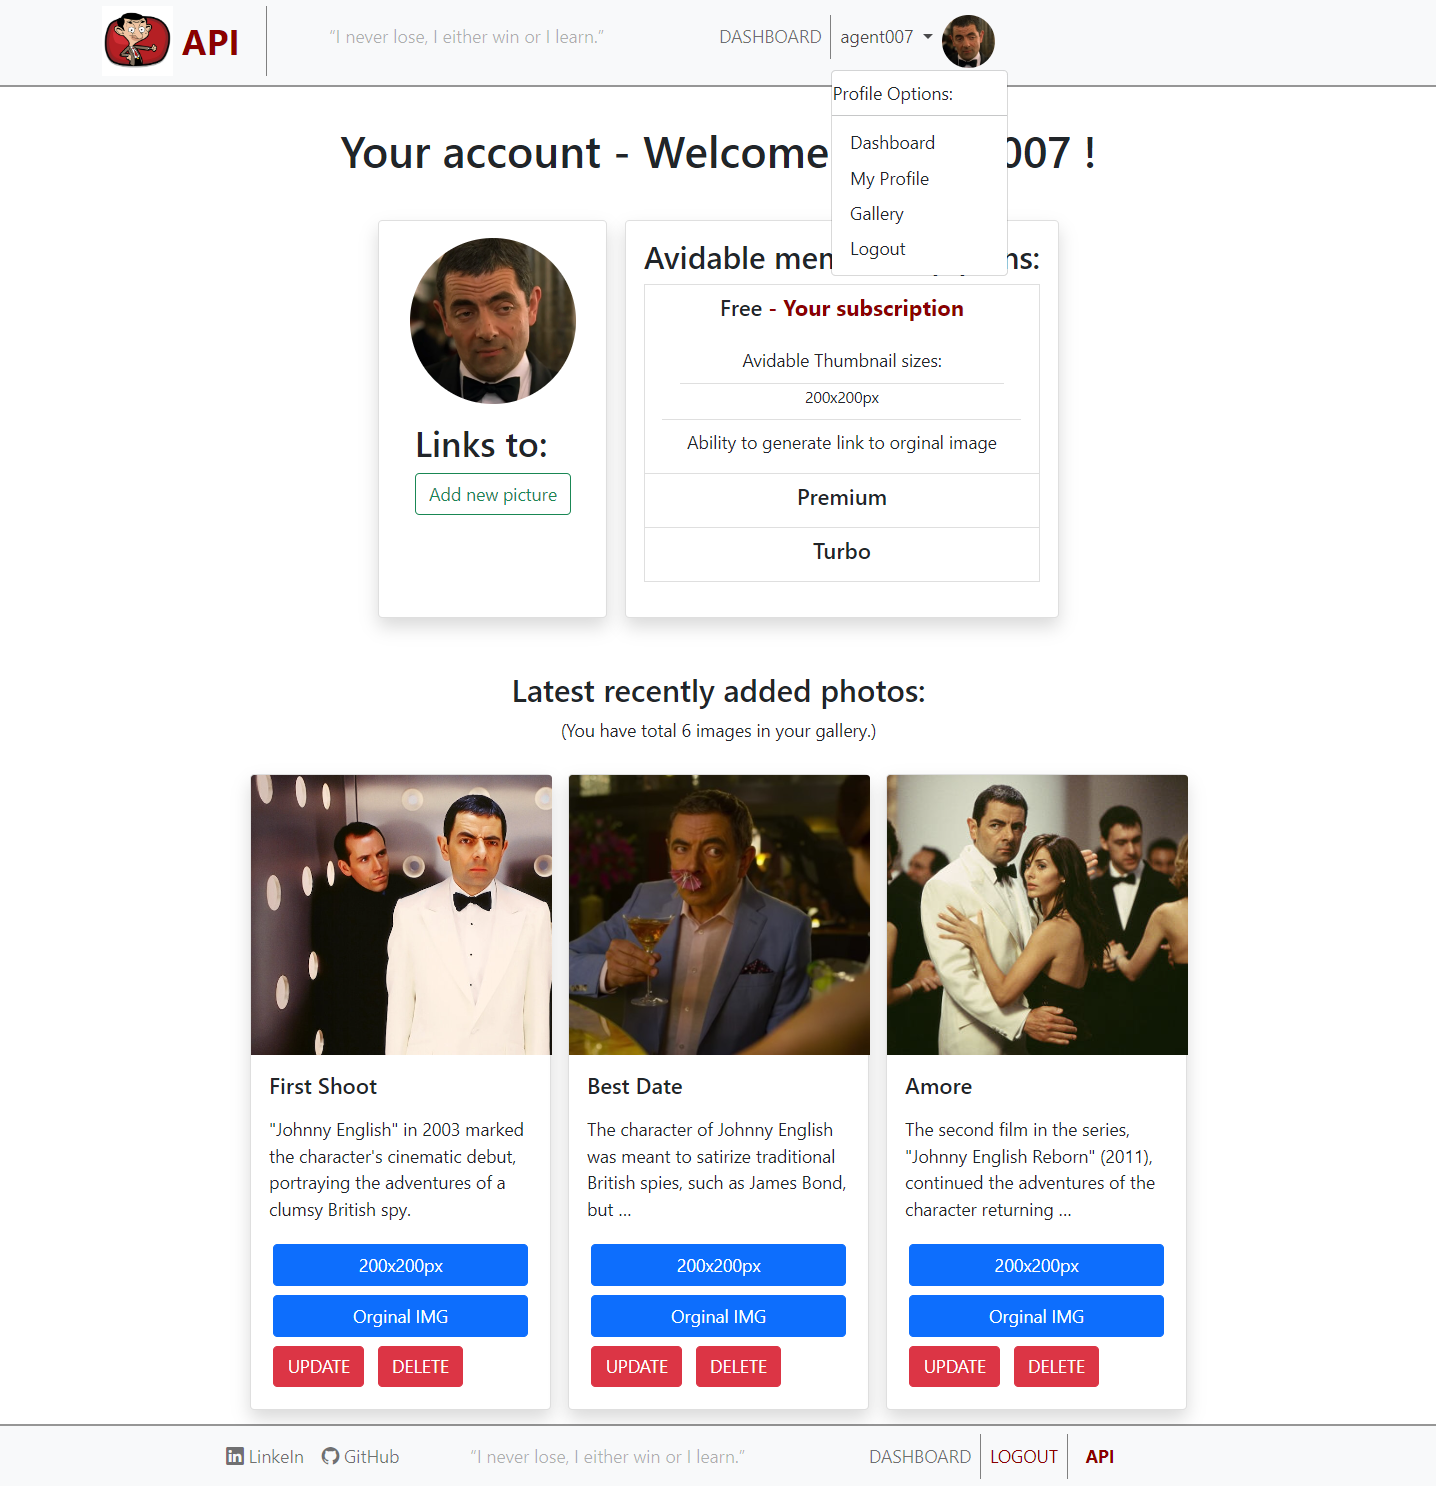 API
“I never lose, I either win or I learn.”
DASHBOARD
agent007
Profile Options:
Dashboard
My Profile
Gallery
Logout
Your account - Welcome 007 !
Links to:
Add new picture
Avidable
Free - Your subscription
Avidable Thumbnail sizes:
200x200px
Ability to generate link to orginal image
Premium
Turbo
Latest recently added photos:
(You have total 6 images in your gallery.)
First Shoot
"Johnny English" in 2003 marked
the character's cinematic debut,
portraying the adventures of a
clumsy British spy.
200x200px
Orginal IMG
UPDATE DELETE
Best Date
The character of Johnny English
was meant to satirize traditional
British spies, such as James Bond,
but ...
200x200px
Orginal IMG
UPDATE DELETE
Amore
The second film in the series,
"Johnny English Reborn" (2011),
continued the adventures of the
character returning ...
200x200px
Orginal IMG
UPDATE DELETE
LinkeIn
GitHub
“I never lose, I either win or I learn.”
DASHBOARD
LOGOUT
API